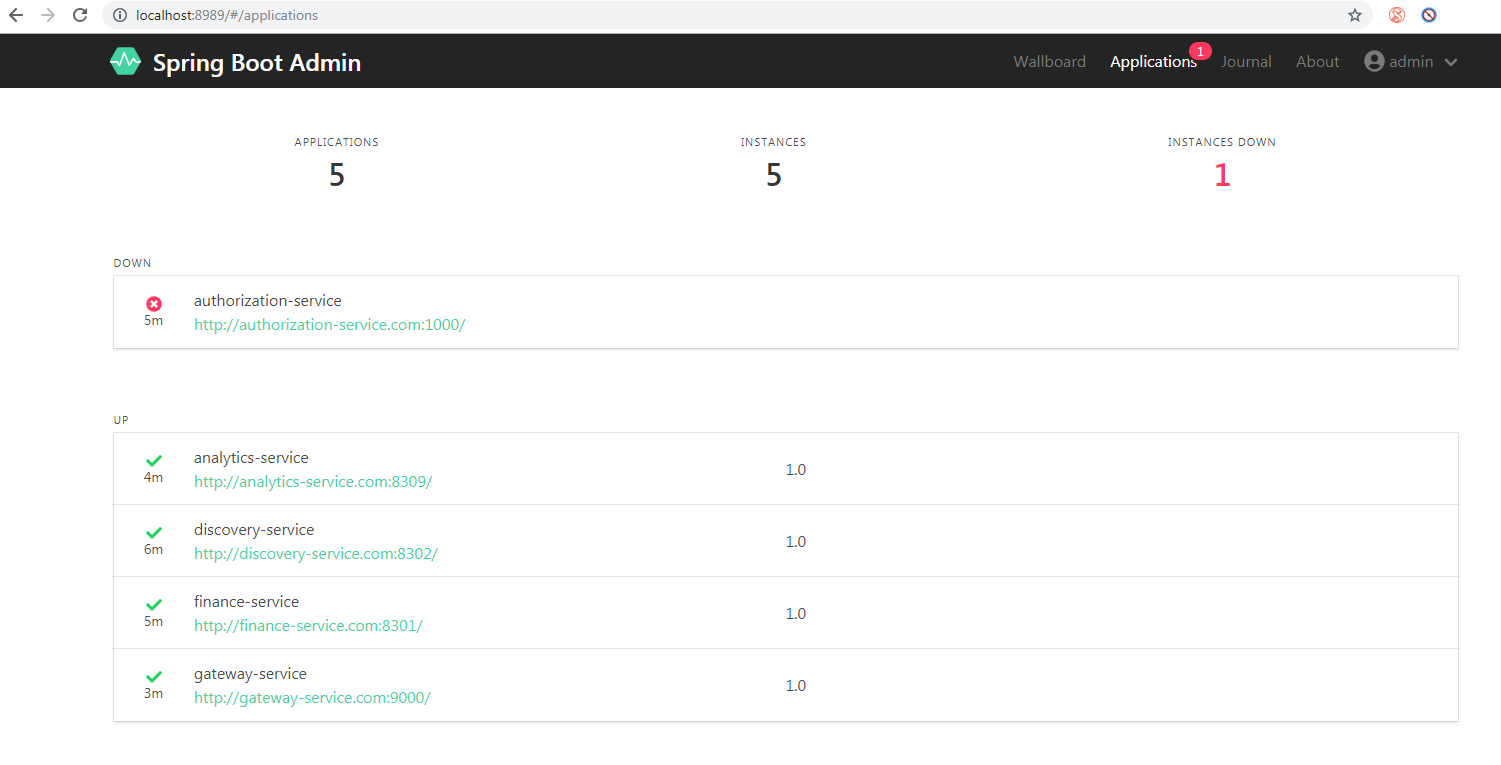 localhost:8989/#/applications
Spring Boot Admin
Wallboard
Applications
1
Journal
About
admin
APPLICATIONS
5
INSTANCES
5
INSTANCES DOWN
1
DOWN
authorization-service
5m
http://authorization-service.com:1000/
UP
analytics-service
4m
http://analytics-service.com:8309/
1.0
discovery-service
6m
http://discovery-service.com:8302/
1.0
finance-service
5m
http://finance-service.com:8301/
1.0
gateway-service
3m
http://gateway-service.com:9000/
1.0